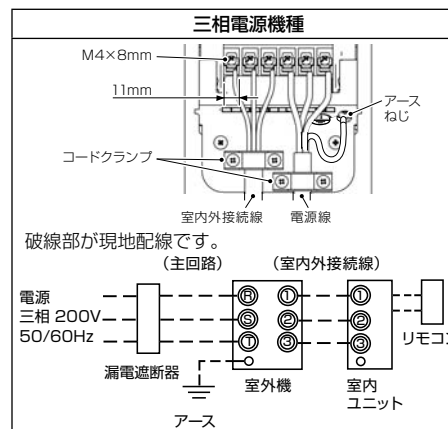 三相電源機種
M4×8mm
11mm
アース
ねじ
コードクランプ
室内外接続線
電源線
破線部が現地配線です。
(主回路)
(室内外接続線)
電源
三相 200V
50/60Hz
R
S
T
1
2
3
1
2
3
リモコン
漏電遮断器
室外機
室内
ユニット
アース